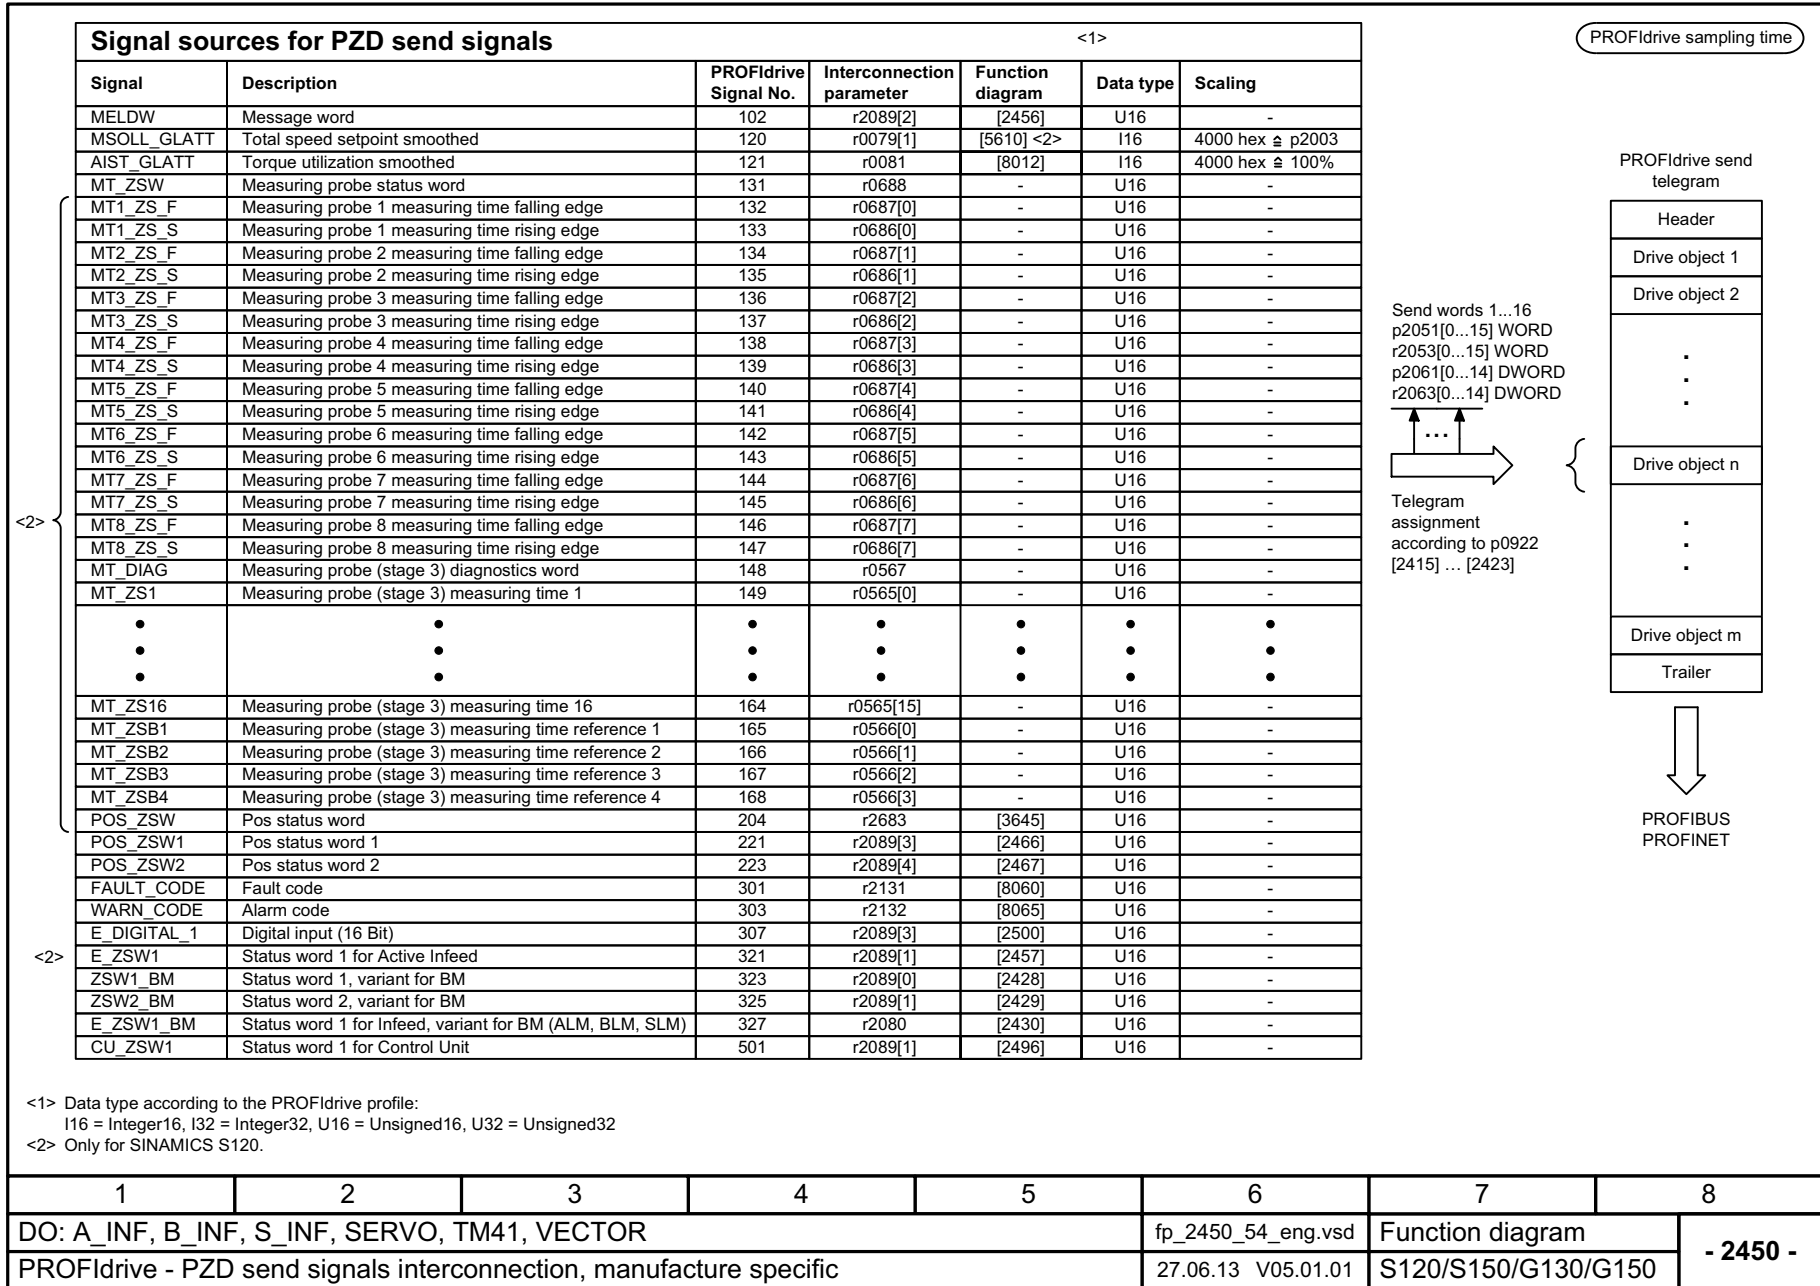 Signal sources for PZD send signals <1>
PROFIdrive sampling time
Signal Description PROFIdrive Signal No. Interconnection parameter Function diagram Data type Scaling
MELDW Message word 102 r2089[2] [2456] U16 -
MSOLL_GLATT Total speed setpoint smoothed 120 r0079[1] [5610] <2> I16 4000 hex ≙ p2003
AIST_GLATT Torque utilization smoothed 121 r0081 [8012] I16 4000 hex ≙ 100%
MT_ZSW Measuring probe status word 131 r0688 - U16 -
MT1_ZS_F Measuring probe 1 measuring time falling edge 132 r0687[0] - U16 -
MT1_ZS_S Measuring probe 1 measuring time rising edge 133 r0686[0] - U16 -
MT2_ZS_F Measuring probe 2 measuring time falling edge 134 r0687[1] - U16 -
MT2_ZS_S Measuring probe 2 measuring time rising edge 135 r0686[1] - U16 -
MT3_ZS_F Measuring probe 3 measuring time falling edge 136 r0687[2] - U16 -
MT3_ZS_S Measuring probe 3 measuring time rising edge 137 r0686[2] - U16 -
MT4_ZS_F Measuring probe 4 measuring time falling edge 138 r0687[3] - U16 -
MT4_ZS_S Measuring probe 4 measuring time rising edge 139 r0686[3] - U16 -
MT5_ZS_F Measuring probe 5 measuring time falling edge 140 r0687[4] - U16 -
MT5_ZS_S Measuring probe 5 measuring time rising edge 141 r0686[4] - U16 -
MT6_ZS_F Measuring probe 6 measuring time falling edge 142 r0687[5] - U16 -
MT6_ZS_S Measuring probe 6 measuring time rising edge 143 r0686[5] - U16 -
MT7_ZS_F Measuring probe 7 measuring time falling edge 144 r0687[6] - U16 -
MT7_ZS_S Measuring probe 7 measuring time rising edge 145 r0686[6] - U16 -
<2>
MT8_ZS_F Measuring probe 8 measuring time falling edge 146 r0687[7] - U16 -
MT8_ZS_S Measuring probe 8 measuring time rising edge 147 r0686[7] - U16 -
MT_DIAG Measuring probe (stage 3) diagnostics word 148 r0567 - U16 -
MT_ZS1 Measuring probe (stage 3) measuring time 1 149 r0565[0] - U16 -
• • • • • • •
• • • • • • •
• • • • • • •
MT_ZS16 Measuring probe (stage 3) measuring time 16 164 r0565[15] - U16 -
MT_ZSB1 Measuring probe (stage 3) measuring time reference 1 165 r0566[0] - U16 -
MT_ZSB2 Measuring probe (stage 3) measuring time reference 2 166 r0566[1] - U16 -
MT_ZSB3 Measuring probe (stage 3) measuring time reference 3 167 r0566[2] - U16 -
MT_ZSB4 Measuring probe (stage 3) measuring time reference 4 168 r0566[3] - U16 -
POS_ZSW Pos status word 204 r2683 [3645] U16 -
POS_ZSW1 Pos status word 1 221 r2089[3] [2466] U16 -
POS_ZSW2 Pos status word 2 223 r2089[4] [2467] U16 -
FAULT_CODE Fault code 301 r2131 [8060] U16 -
WARN_CODE Alarm code 303 r2132 [8065] U16 -
E_DIGITAL_1 Digital input (16 Bit) 307 r2089[3] [2500] U16 -
<2> E_ZSW1 Status word 1 for Active Infeed 321 r2089[1] [2457] U16 -
ZSW1_BM Status word 1, variant for BM 323 r2089[0] [2428] U16 -
ZSW2_BM Status word 2, variant for BM 325 r2089[1] [2429] U16 -
E_ZSW1_BM Status word 1 for Infeed, variant for BM (ALM, BLM, SLM) 327 r2080 [2430] U16 -
CU_ZSW1 Status word 1 for Control Unit 501 r2089[1] [2496] U16 -
Send words 1...16
p2051[0...15] WORD
r2053[0...15] WORD
p2061[0...14] DWORD
r2063[0...14] DWORD
...
Telegram
assignment
according to p0922
[2415] … [2423]
PROFIdrive send
telegram
Header
Drive object 1
Drive object 2
.
.
.
Drive object n
.
.
.
Drive object m
Trailer
PROFIBUS
PROFINET
<1> Data type according to the PROFIdrive profile:
I16 = Integer16, I32 = Integer32, U16 = Unsigned16, U32 = Unsigned32
<2> Only for SINAMICS S120.
1 2 3 4 5 6 7 8
DO: A_INF, B_INF, S_INF, SERVO, TM41, VECTOR fp_2450_54_eng.vsd Function diagram
- 2450 -
PROFIdrive - PZD send signals interconnection, manufacture specific 27.06.13 V05.01.01 S120/S150/G130/G150